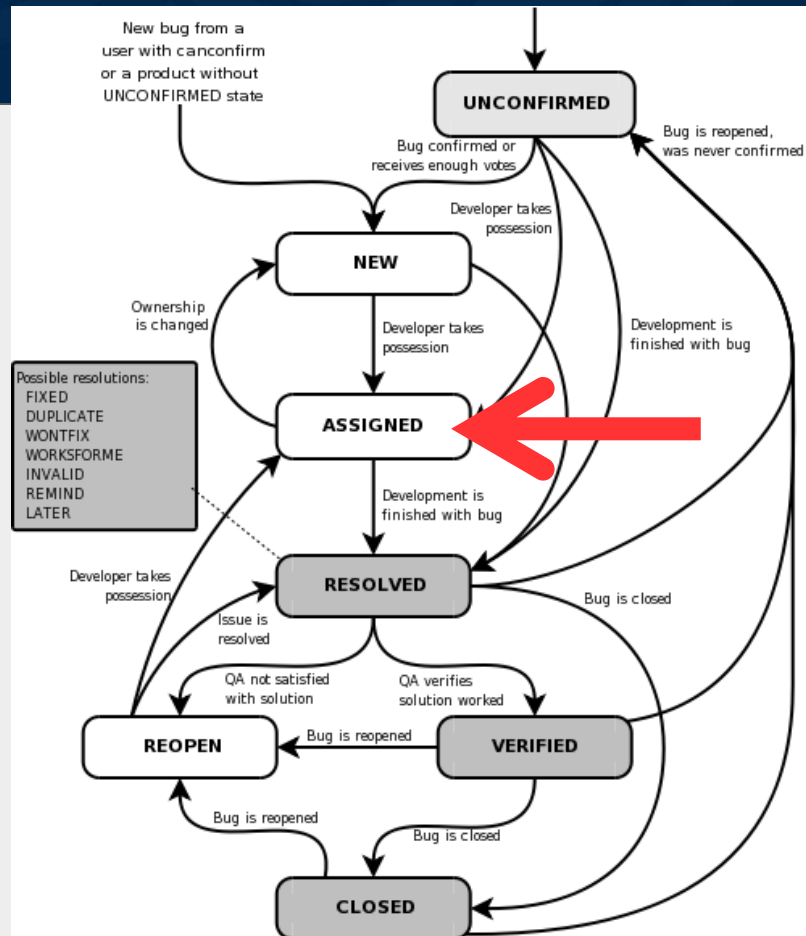 New bug from a
user with canconfirm
or a product without
UNCONFIRMED state
UNCONFIRMED
Bug is reopened,
was never confirmed
Bug confirmed or
receives enough votes
Developer takes
possession
NEW
Ownership
is changed
Developer takes
possession
Development is
finished with bug
Possible resolutions:
FIXED
DUPLICATE
WONTFIX
WORKSFORME
INVALID
REMIND
LATER
ASSIGNED
Development is
finished with bug
RESOLVED
Developer takes
possession
Issue is
resolved
Bug is closed
QA not satisfied
with solution
QA verifies
solution worked
REOPEN
Bug is reopened
VERIFIED
Bug is reopened
Bug is closed
CLOSED